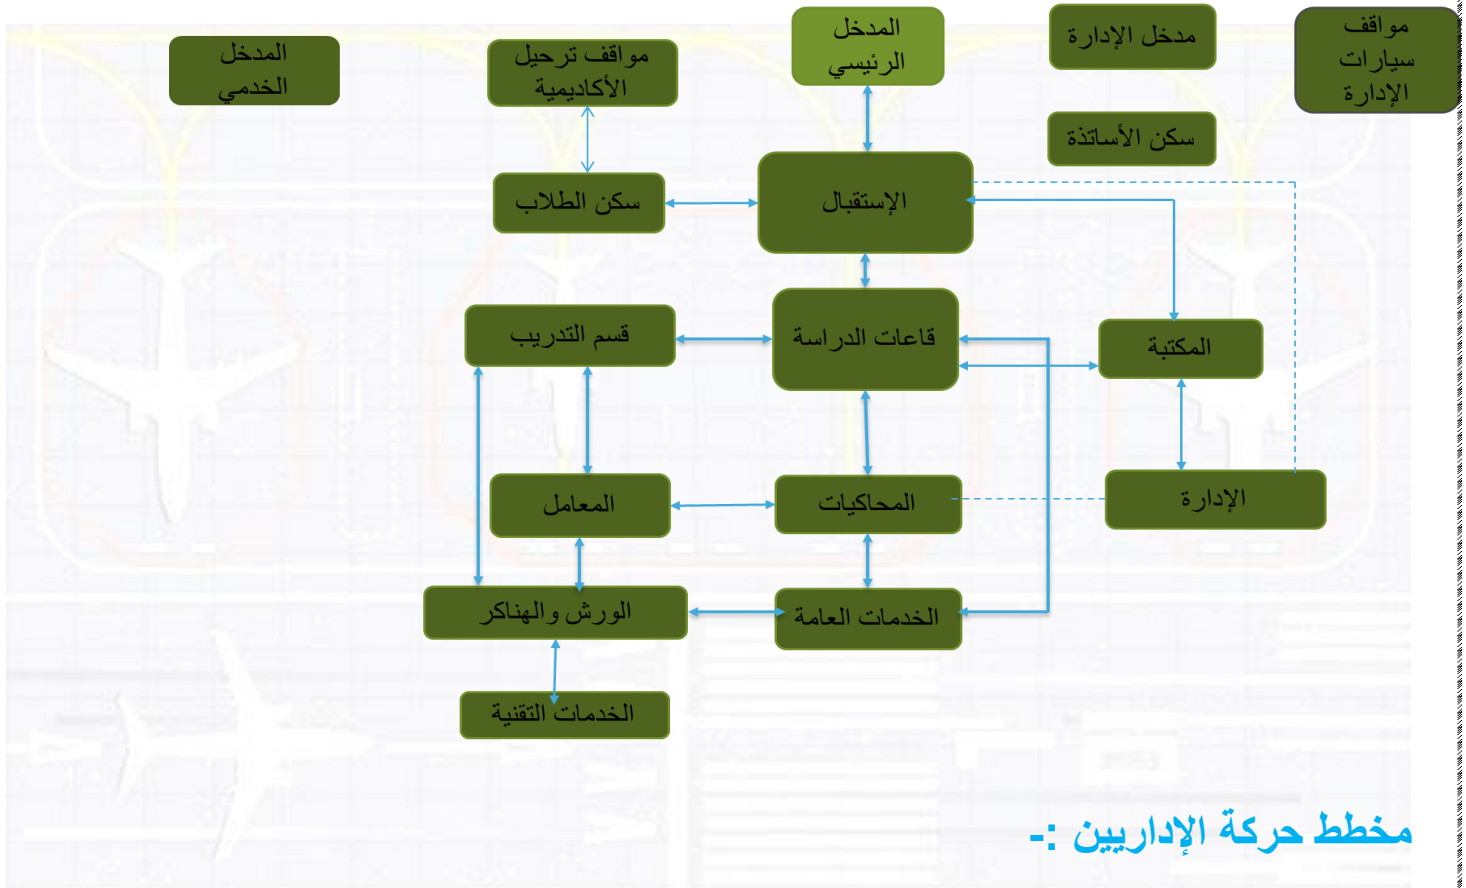 مواقف
سيارات
الإدارة
مدخل الإدارة
المدخل
الرئيسي
مواقف ترحيل
الأكاديمية
المدخل
الخدمي
سكن الأساتذة
الإستقبال
سكن الطلاب
المكتبة
قاعات الدراسة
قسم التدريب
الإدارة
المحاكيات
المعامل
الخدمات العامة
الورش والهناكر
الخدمات التقنية
مخطط حركة الإداريين :-